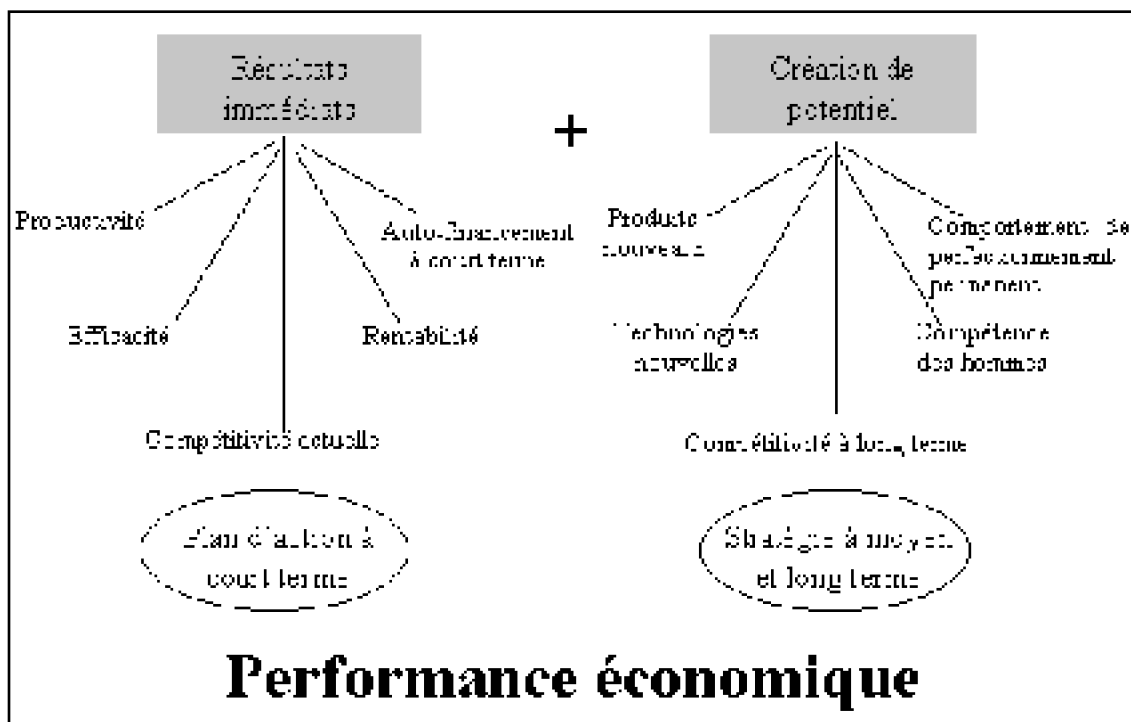 Résultats
immédiats
+
Création de
potentiel
Productivité
Auto-financement
à court terme
Efficacité
Rentabilité
Compétitivité actuelle
Produits
nouveaux
Comportement de
perfectionnement
permanent
Technologies
nouvelles
Compétence
des hommes
Compétitivité à long terme
Plan d'action à
court terme
Stratégie à moyen
et long terme
Performance économique